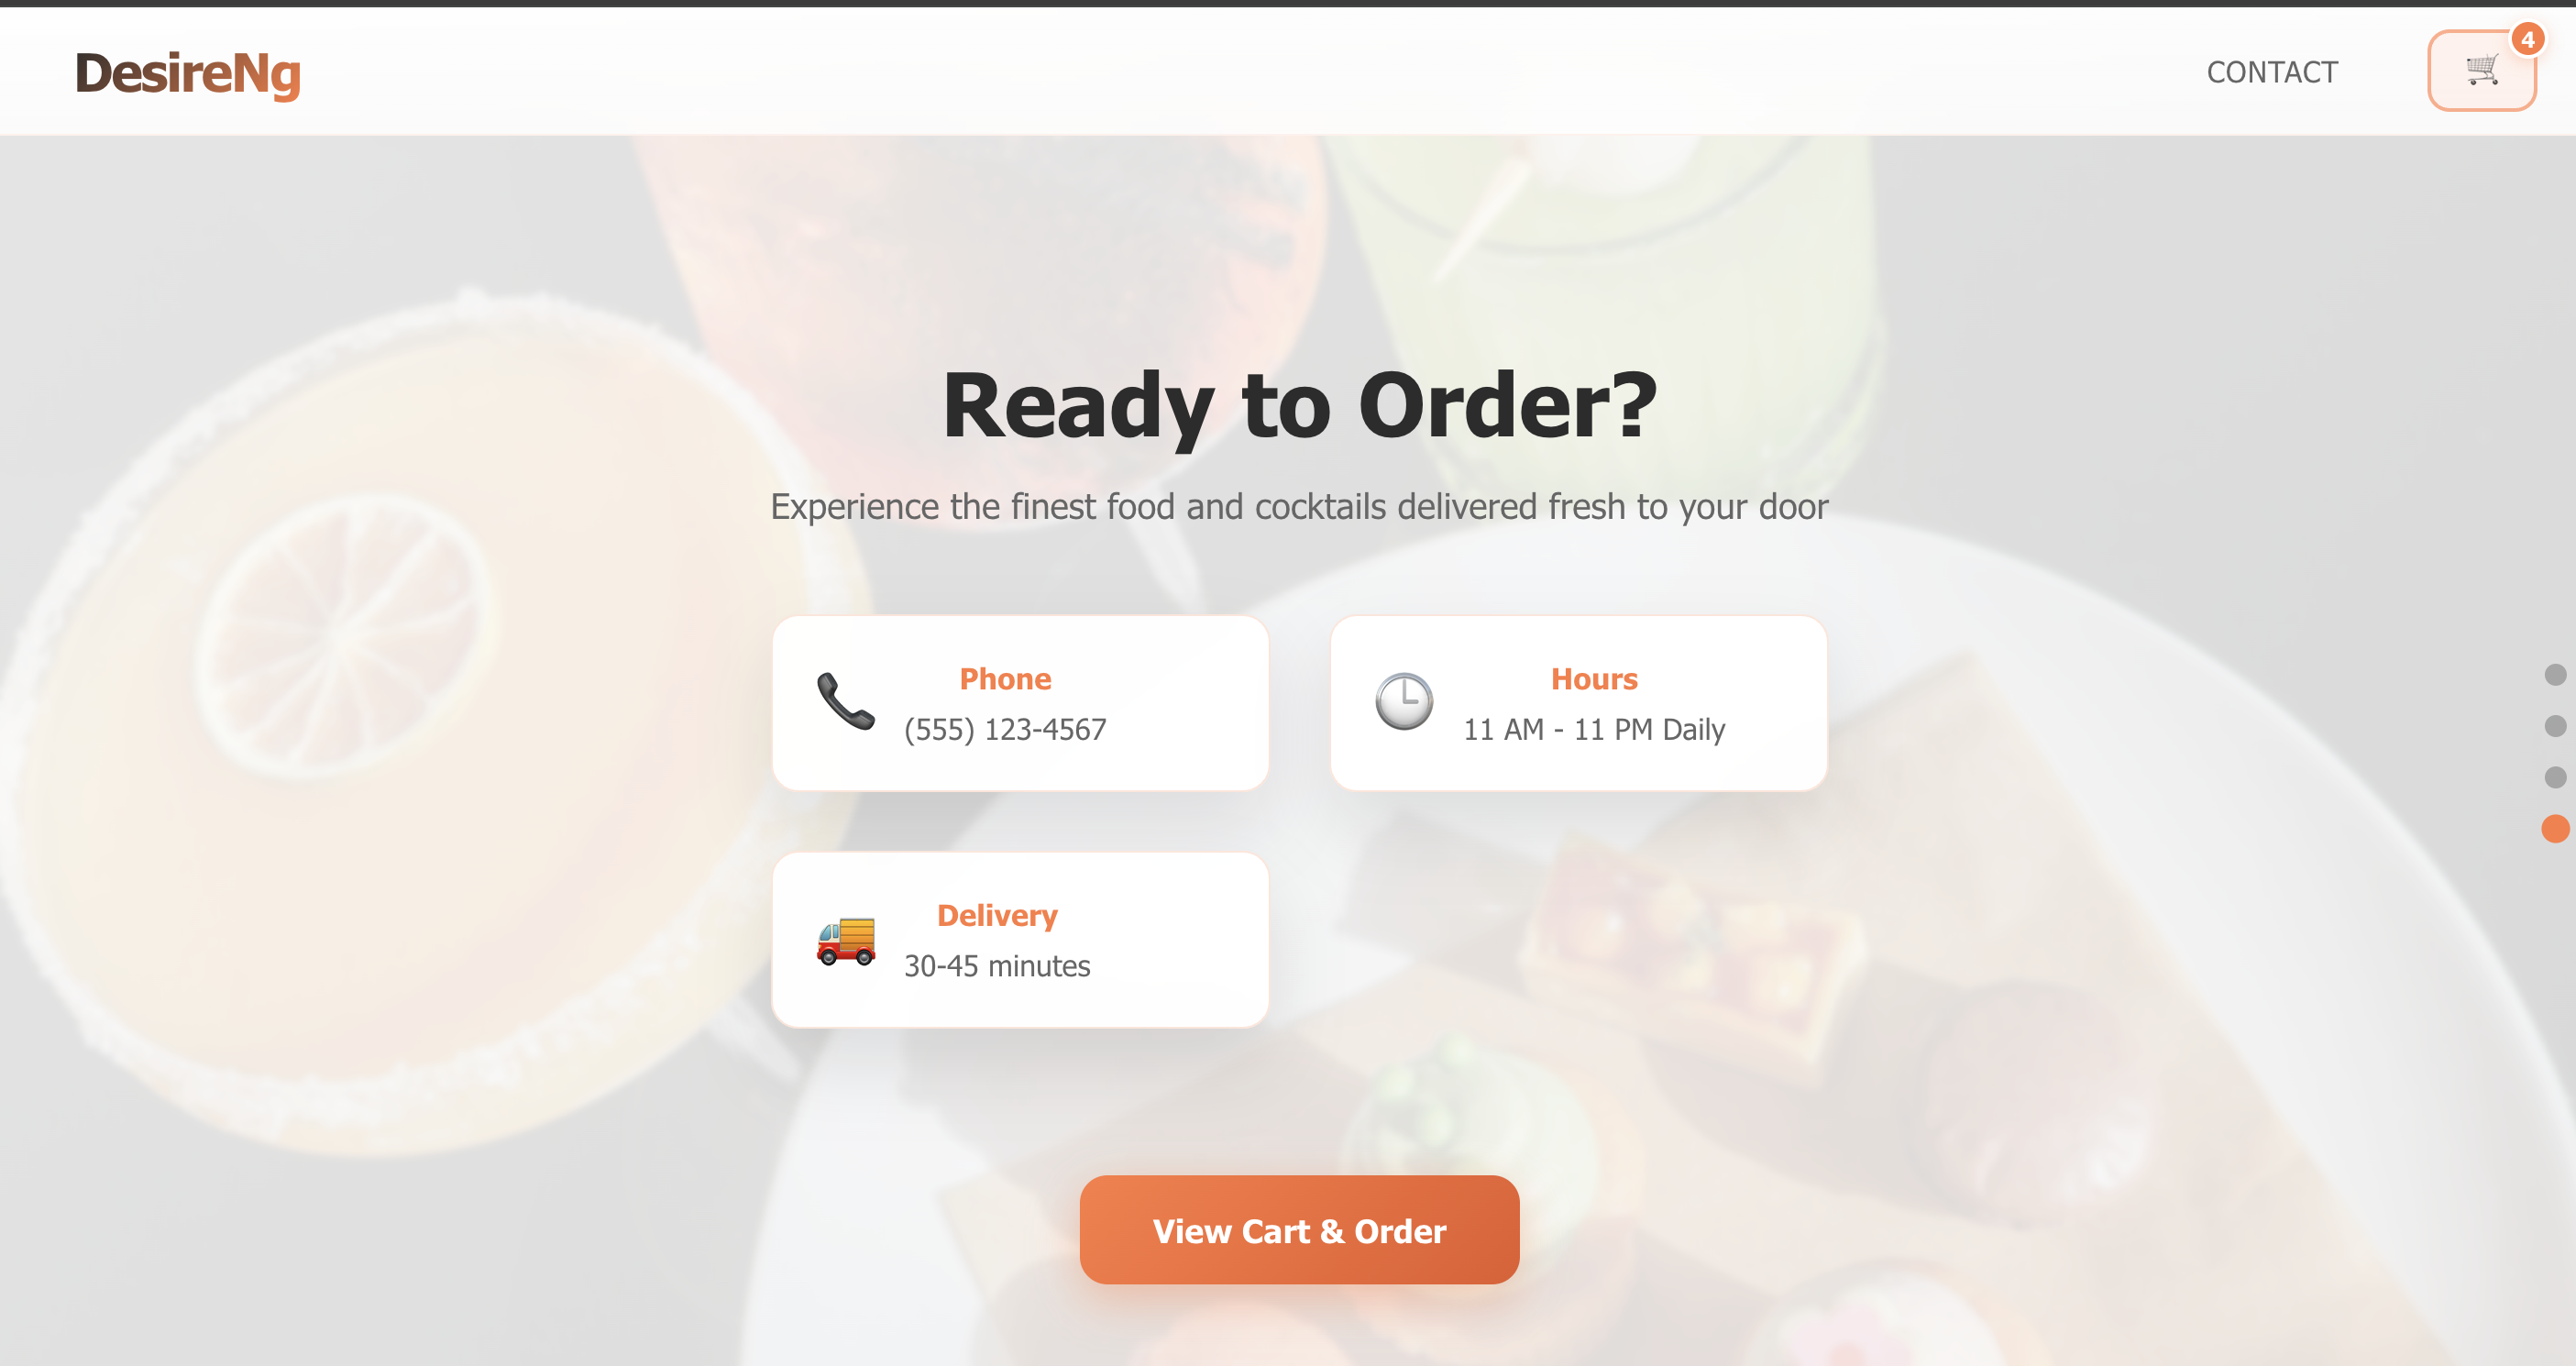 DesireNg
CONTACT
4
Ready to Order?
Experience the finest food and cocktails delivered fresh to your door
Phone
(555) 123-4567
Hours
11 AM - 11 PM Daily
Delivery
30-45 minutes
View Cart & Order